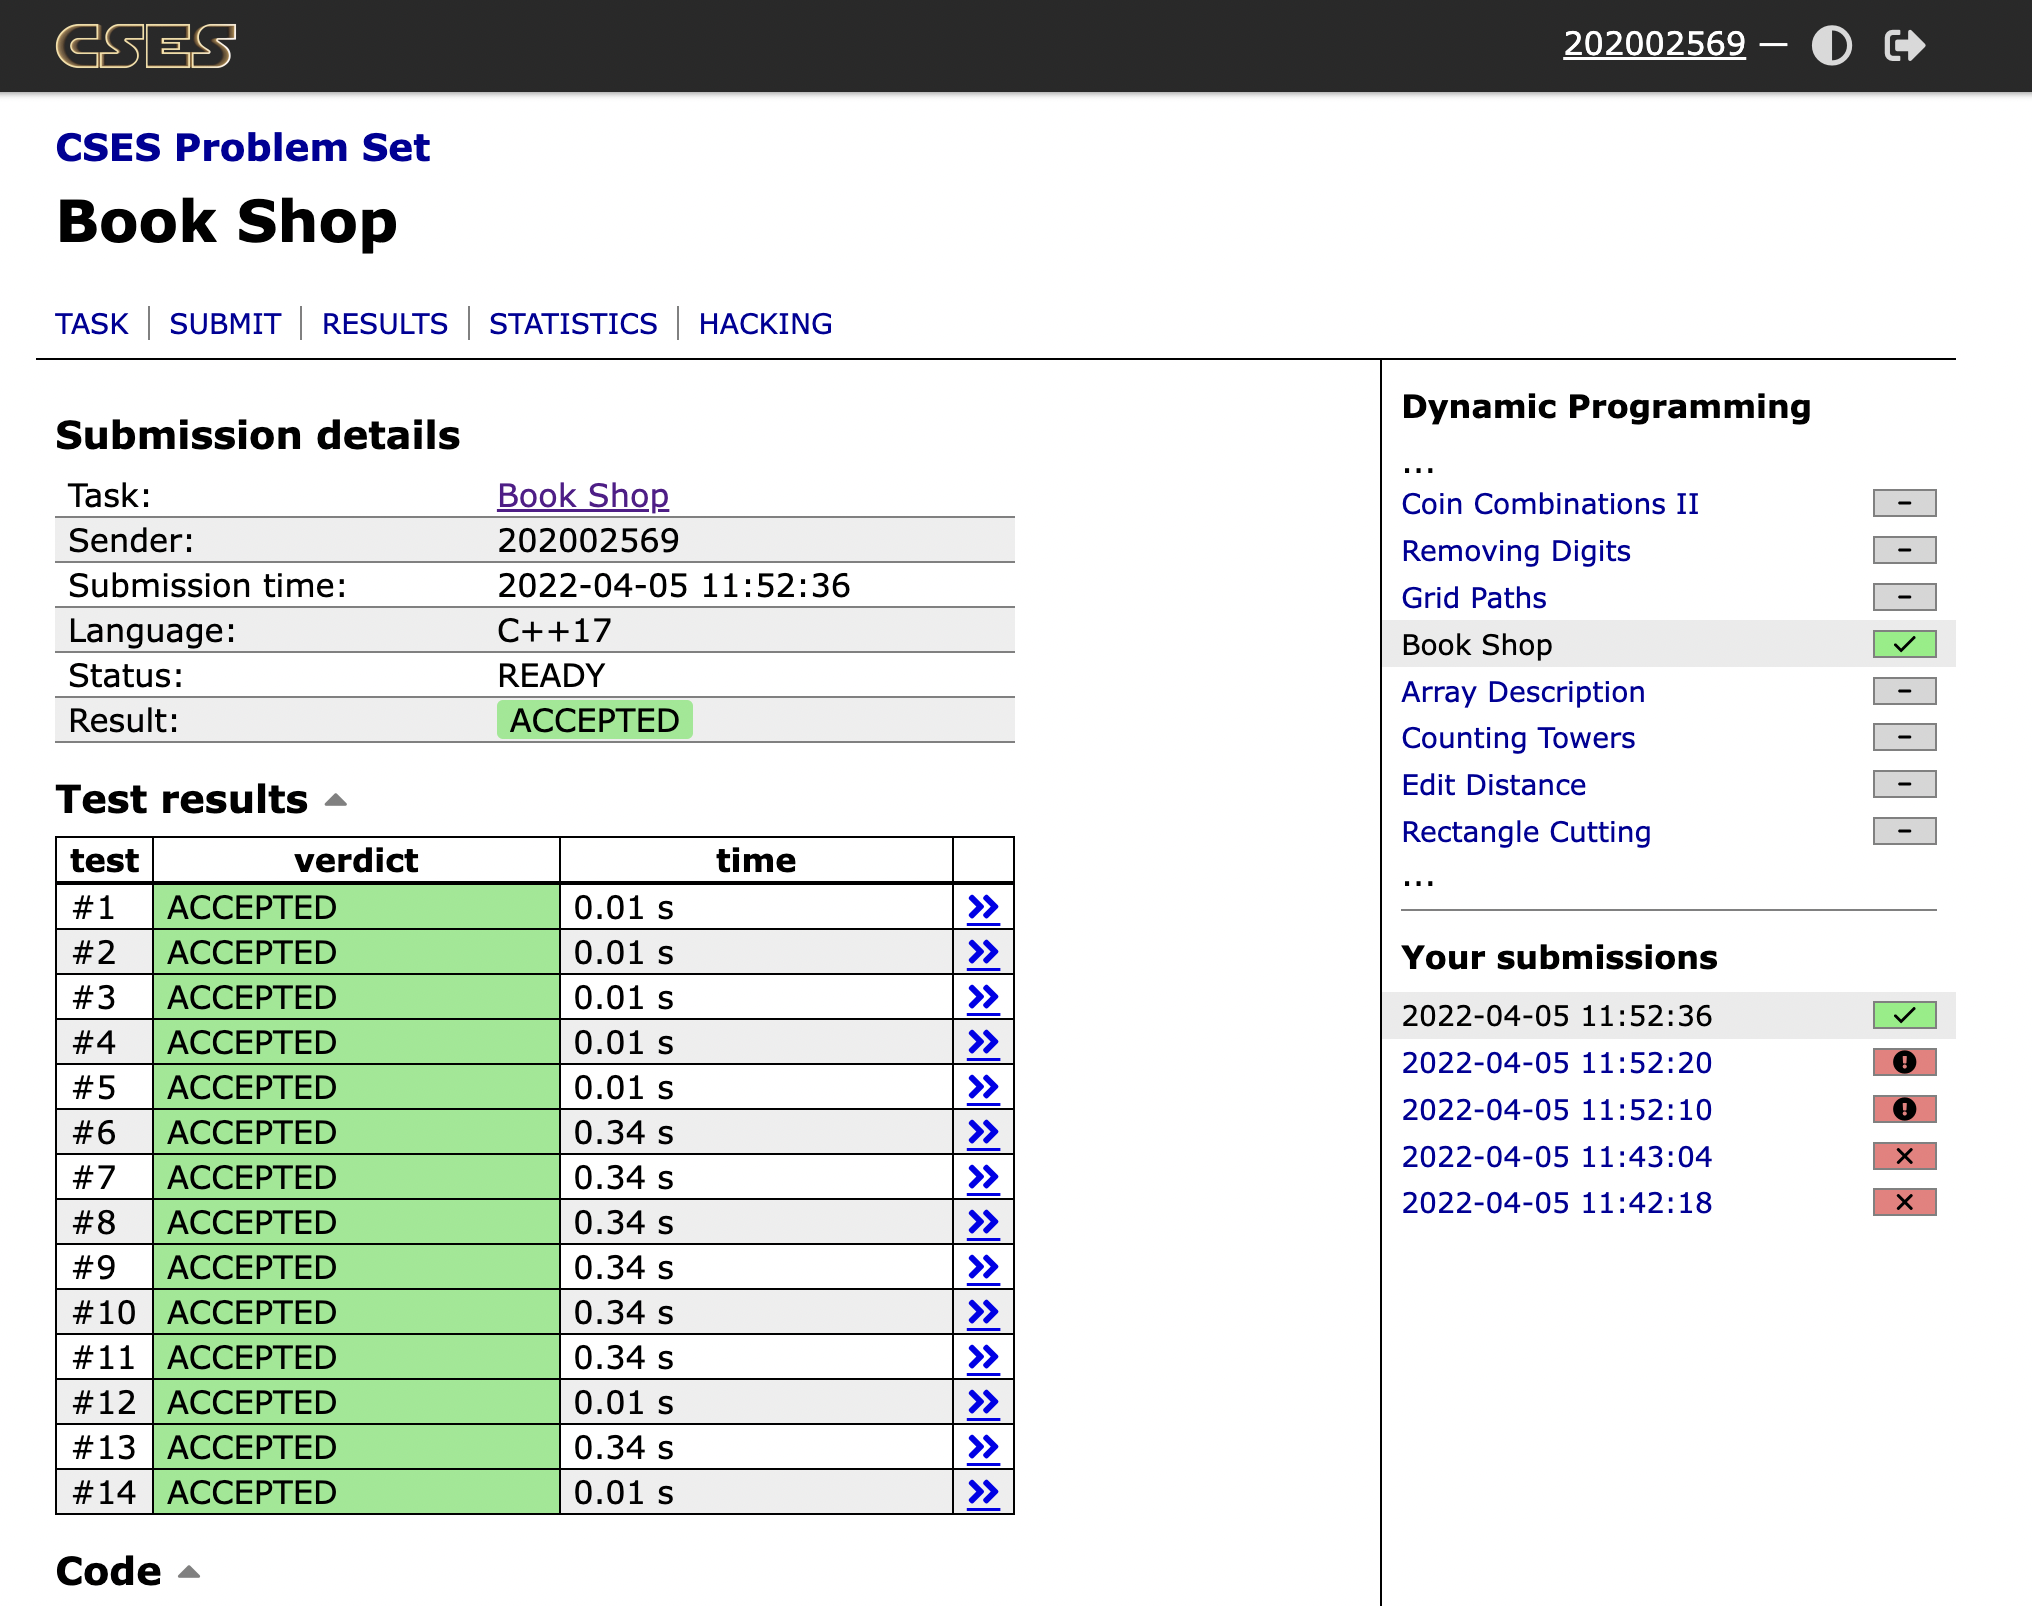 CSES
202002569 —
CSES Problem Set
Book Shop
TASK
SUBMIT
RESULTS
STATISTICS
HACKING
Submission details
Task: Book Shop
Sender: 202002569
Submission time: 2022-04-05 11:52:36
Language: C++17
Status: READY
Result: ACCEPTED
Test results
test verdict time
#1 ACCEPTED 0.01 s
#2 ACCEPTED 0.01 s
#3 ACCEPTED 0.01 s
#4 ACCEPTED 0.01 s
#5 ACCEPTED 0.01 s
#6 ACCEPTED 0.34 s
#7 ACCEPTED 0.34 s
#8 ACCEPTED 0.34 s
#9 ACCEPTED 0.34 s
#10 ACCEPTED 0.34 s
#11 ACCEPTED 0.34 s
#12 ACCEPTED 0.01 s
#13 ACCEPTED 0.34 s
#14 ACCEPTED 0.01 s
Code
Dynamic Programming
...
Coin Combinations II
Removing Digits
Grid Paths
Book Shop
Array Description
Counting Towers
Edit Distance
Rectangle Cutting
...
Your submissions
2022-04-05 11:52:36
2022-04-05 11:52:20
2022-04-05 11:52:10
2022-04-05 11:43:04
2022-04-05 11:42:18